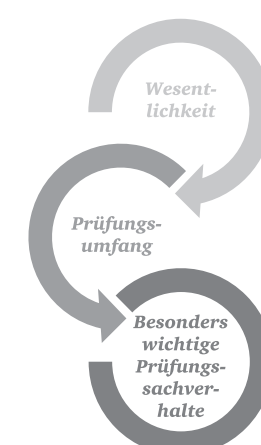 Wesent-
lichkeit
Prüfungs-
umfang
Besonders
wichtige
Prüfungs-
sachver-
halte